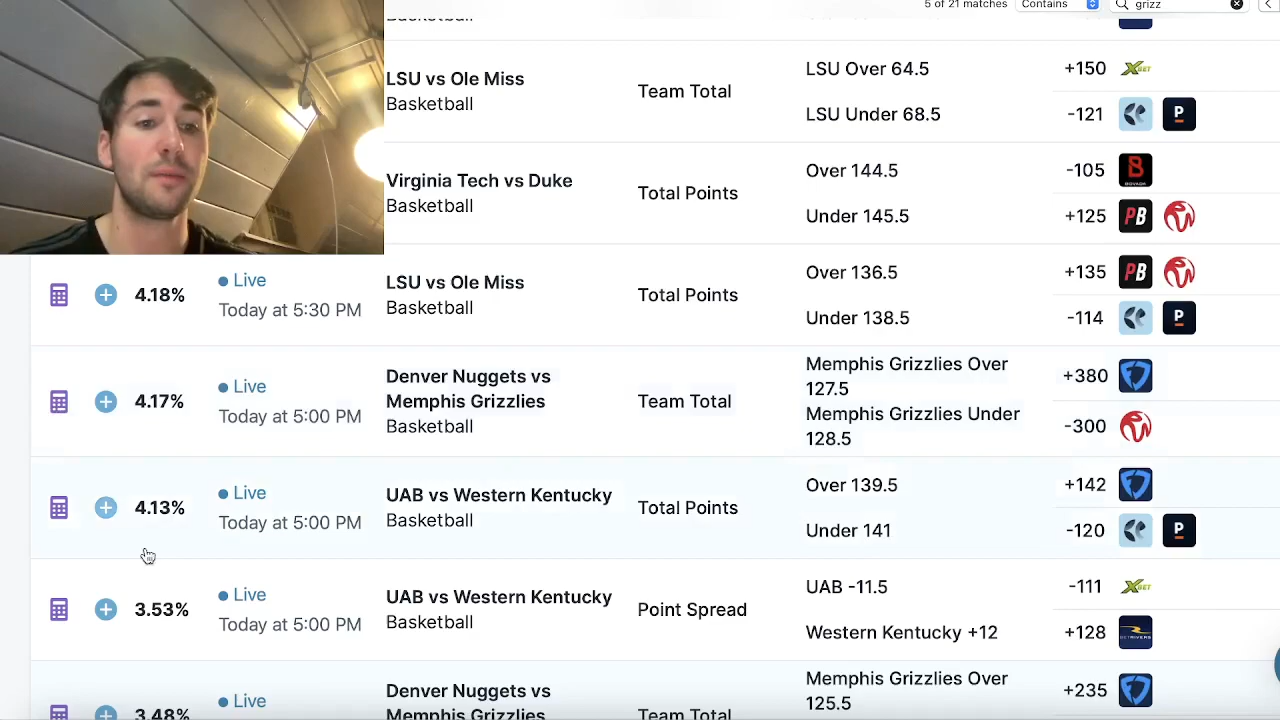 5 of 21 matches Contains grizz
Basketball
LSU vs Ole Miss
Basketball
Team Total
LSU Over 64.5
+150
XBET
LSU Under 68.5
-121
P
Virginia Tech vs Duke
Basketball
Total Points
Over 144.5
-105
B
BOVADA
Under 145.5
+125
PB
4.18%
Live
Today at 5:30 PM
LSU vs Ole Miss
Basketball
Total Points
Over 136.5
+135
PB
Under 138.5
-114
P
4.17%
Live
Today at 5:00 PM
Denver Nuggets vs
Memphis Grizzlies
Basketball
Team Total
Memphis Grizzlies Over
127.5
+380
Memphis Grizzlies Under
128.5
-300
4.13%
Live
Today at 5:00 PM
UAB vs Western Kentucky
Basketball
Total Points
Over 139.5
+142
Under 141
-120
P
3.53%
Live
Today at 5:00 PM
UAB vs Western Kentucky
Basketball
Point Spread
UAB -11.5
-111
XBET
Western Kentucky +12
+128
BETRIVERS
3.48%
Live
Denver Nuggets vs
Memphis Grizzlies
Team Total
Memphis Grizzlies Over
125.5
+235